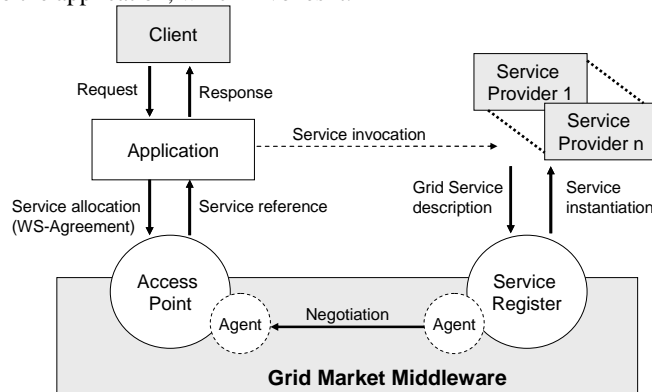 Client
Request
Response
Service
Provider 1
Service
Provider n
Application
Service invocation
Service allocation
(WS-Agreement)
Service reference
Grid Service
description
Service
instantiation
Access
Point
Service
Register
Agent
Negotiation
Agent
Grid Market Middleware